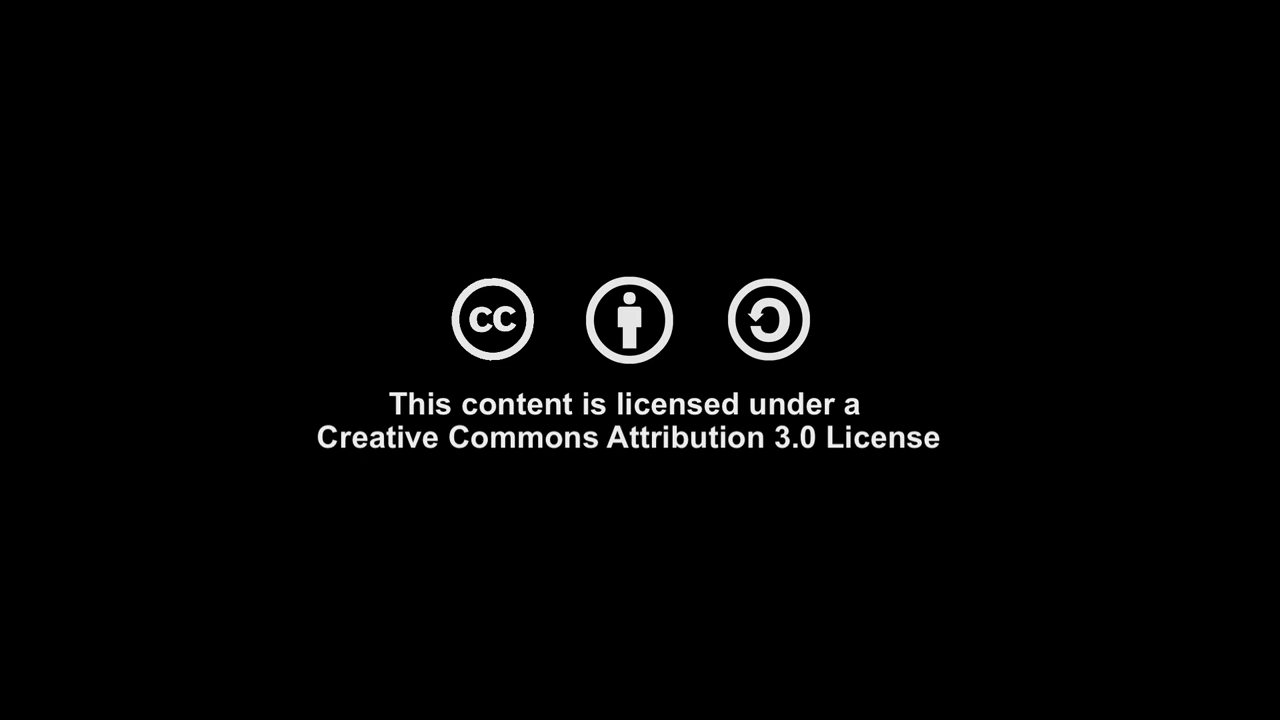 cc
This content is licensed under a
Creative Commons Attribution 3.0 License